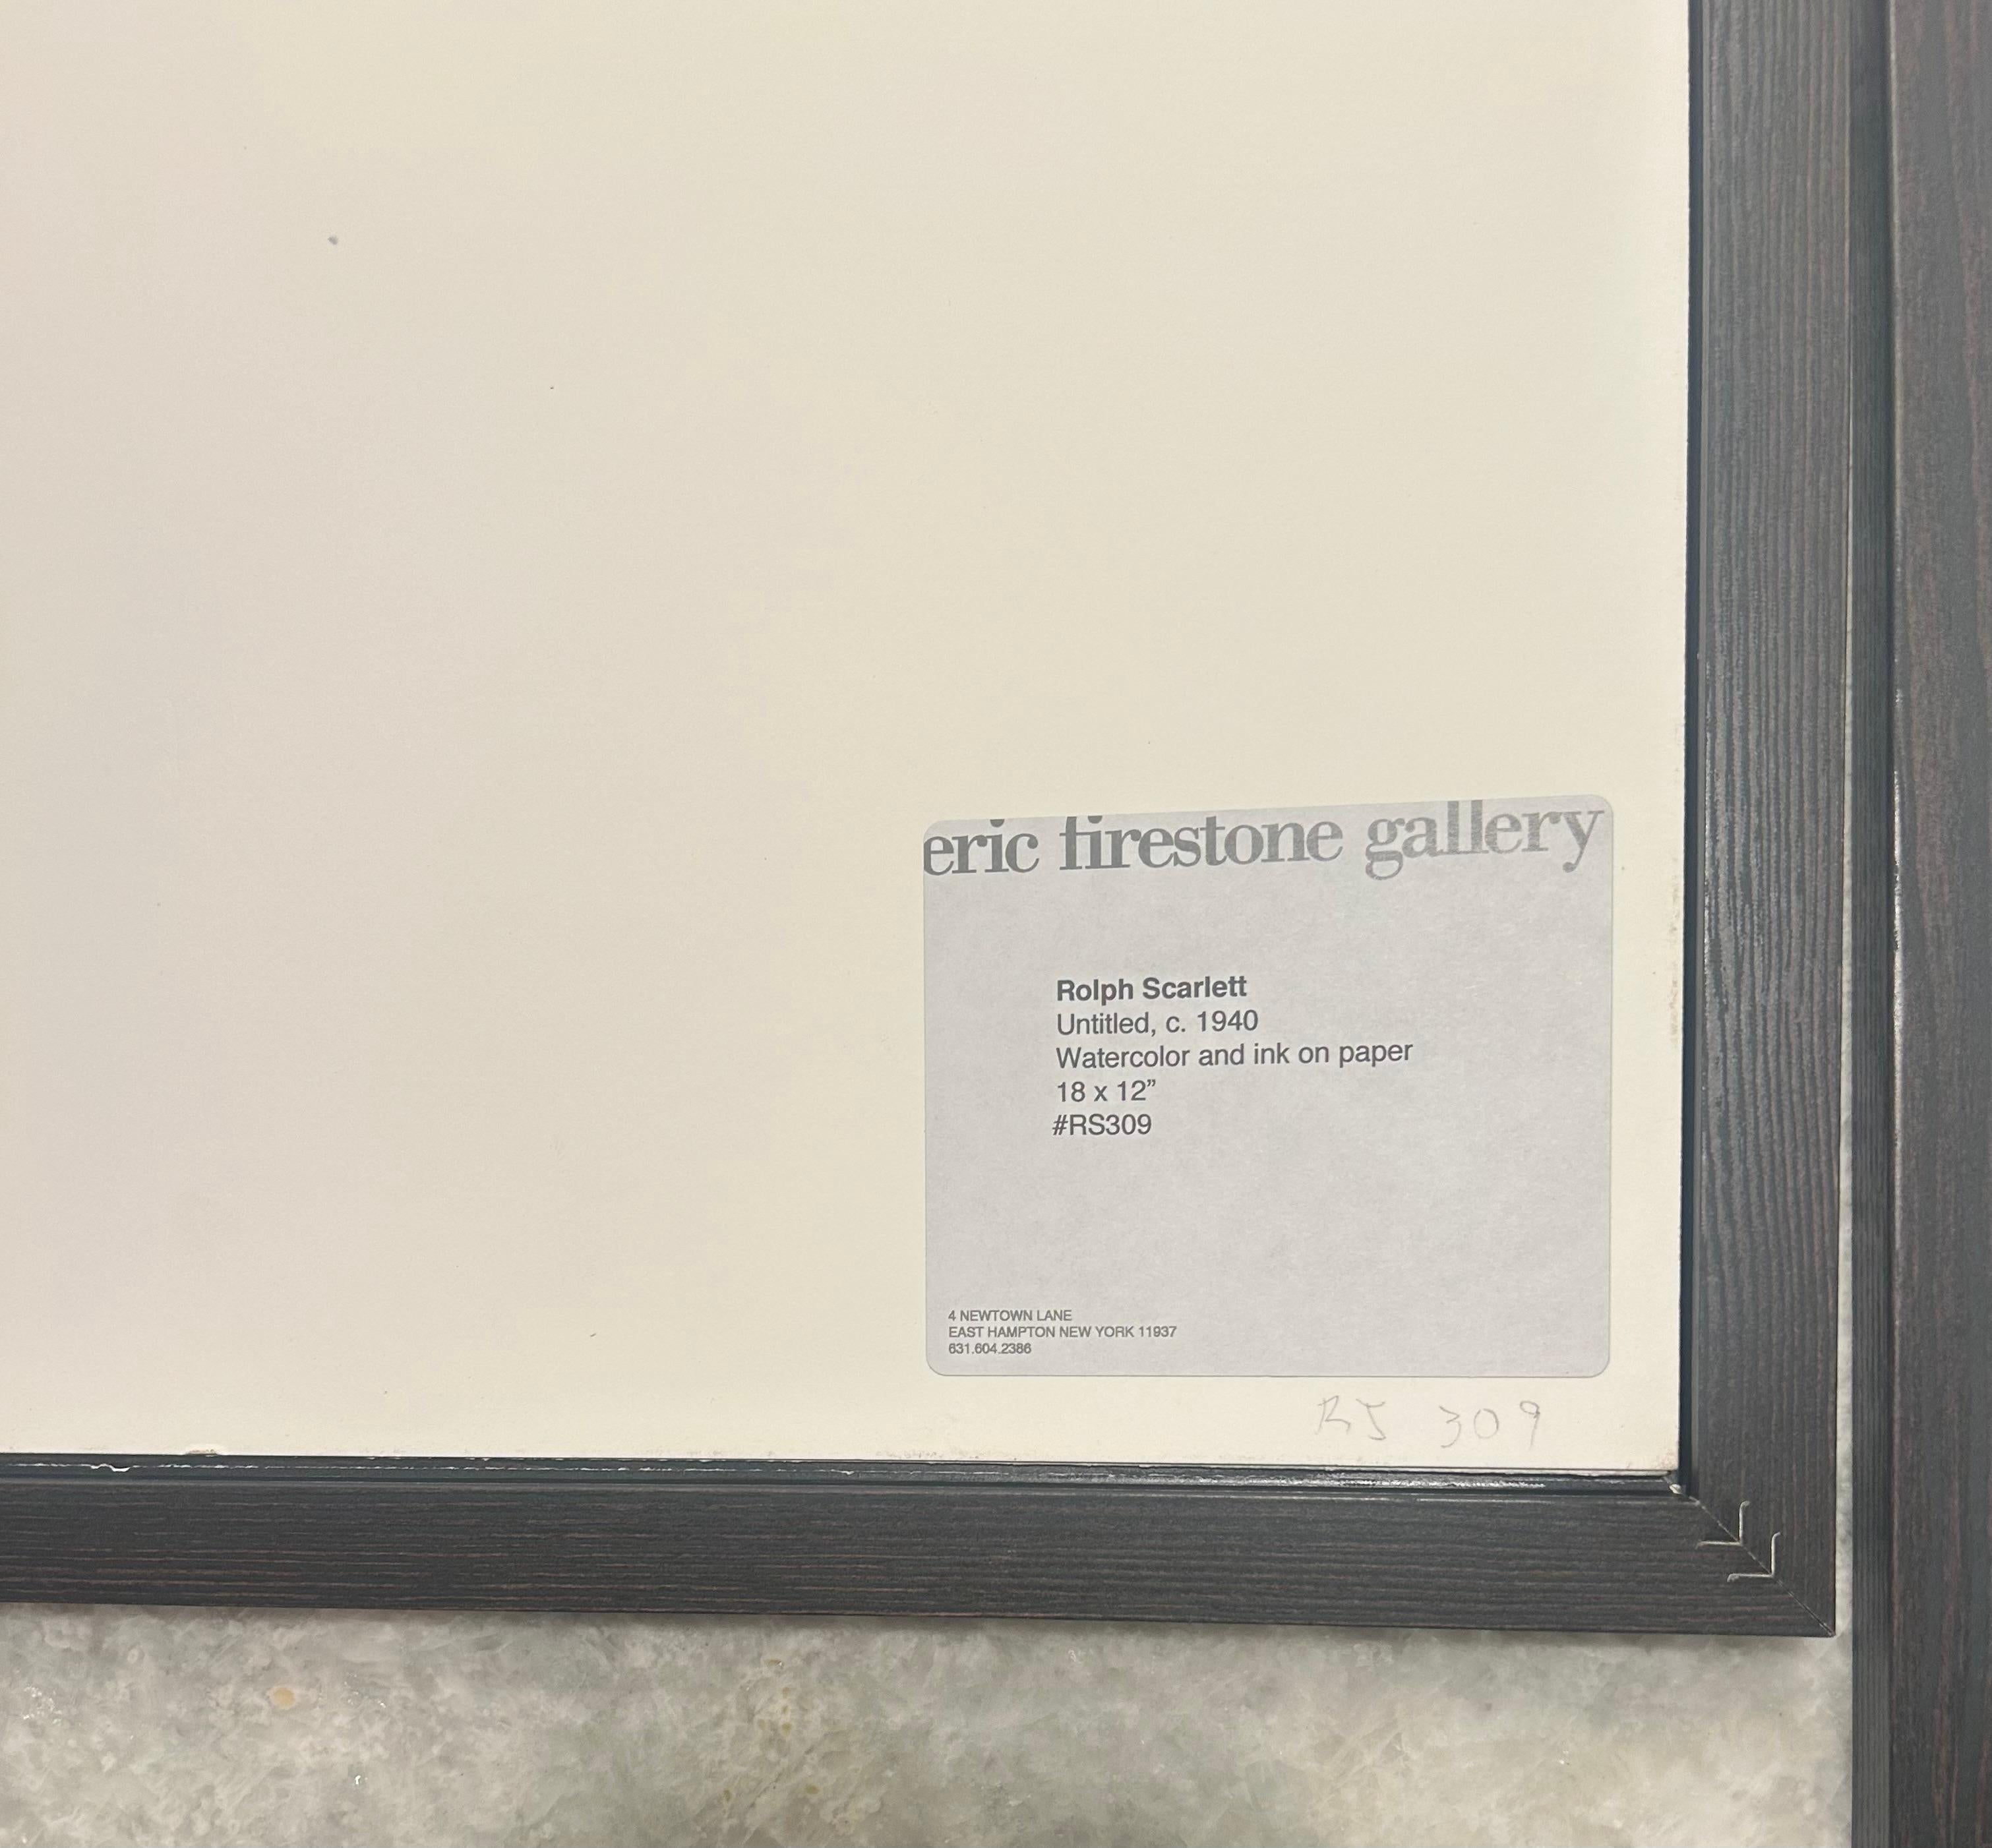 eric firestone gallery
Rolph Scarlett
Untitled, c. 1940
Watercolor and ink on paper
18 x 12”
#RS309
4 NEWTOWN LANE
EAST HAMPTON NEW YORK 11937
631.604.2386
RS 309